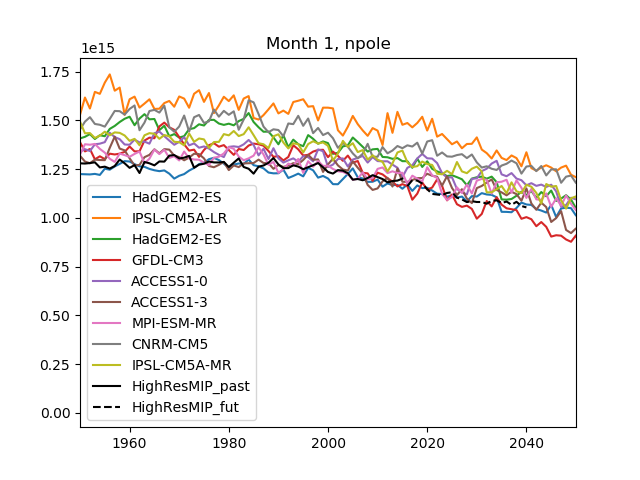 Month 1, npole
1e15
1.75
1.50
1.25
1.00
0.75
0.50
0.25
0.00
HadGEM2-ES
IPSL-CM5A-LR
HadGEM2-ES
GFDL-CM3
ACCESS1-0
ACCESS1-3
MPI-ESM-MR
CNRM-CM5
IPSL-CM5A-MR
HighResMIP_past
HighResMIP_fut
1960 1980 2000 2020 2040